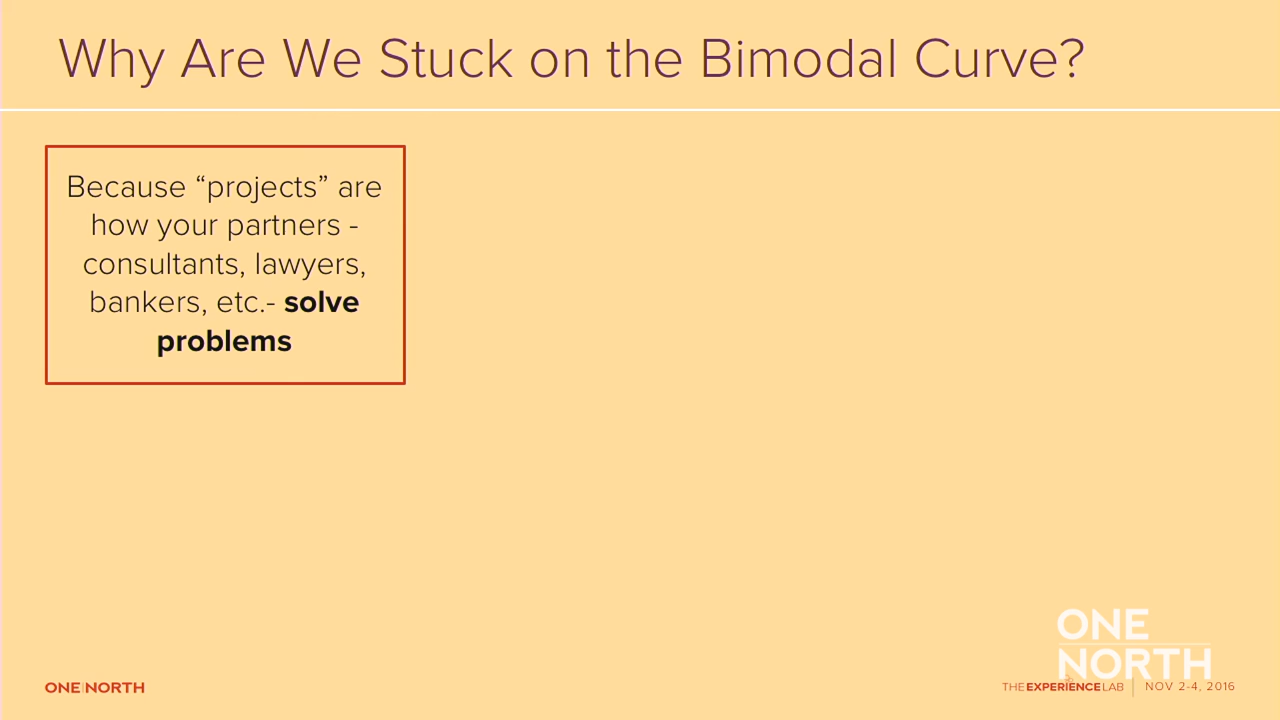 Why Are We Stuck on the Bimodal Curve?
Because “projects” are
how your partners -
consultants, lawyers,
bankers, etc.- solve
problems
ONE
NORTH
ONE|NORTH
THE EXPERIENCE LAB | NOV 2-4, 2016